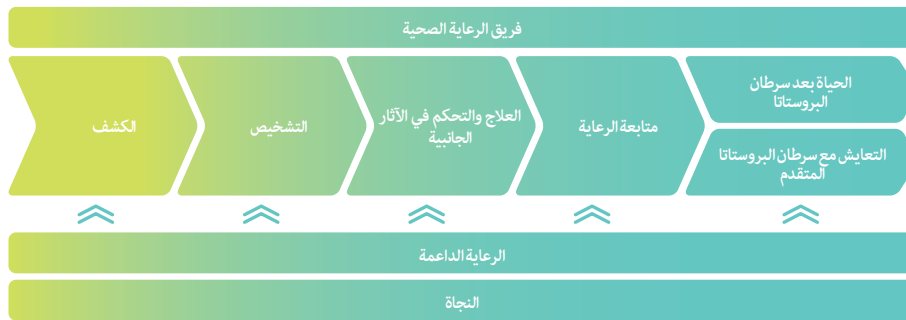 فريق الرعاية الصحية
الكشف
التشخيص
العلاج والتحكم في الآثار
الجانبية
متابعة الرعاية
الحياة بعد سرطان
البروستاتا
التعايش مع سرطان البروستاتا
المتقدم
الرعاية الداعمة
النجاة